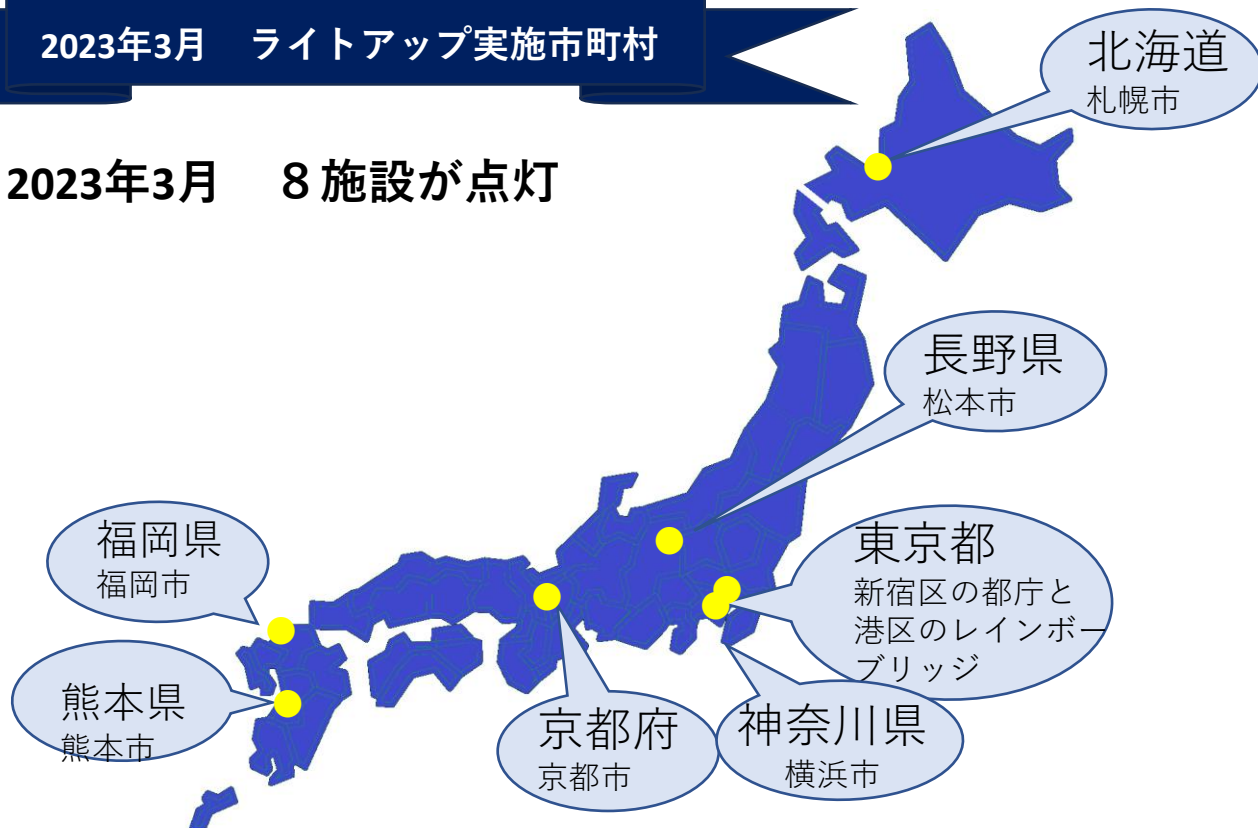 2023年3月　ライトアップ実施市町村
2023年3月　８施設が点灯
北海道
札幌市
長野県
松本市
東京都
新宿区の都庁と
港区のレインボー
ブリッジ
福岡県
福岡市
熊本県
熊本市
京都府
京都市
神奈川県
横浜市